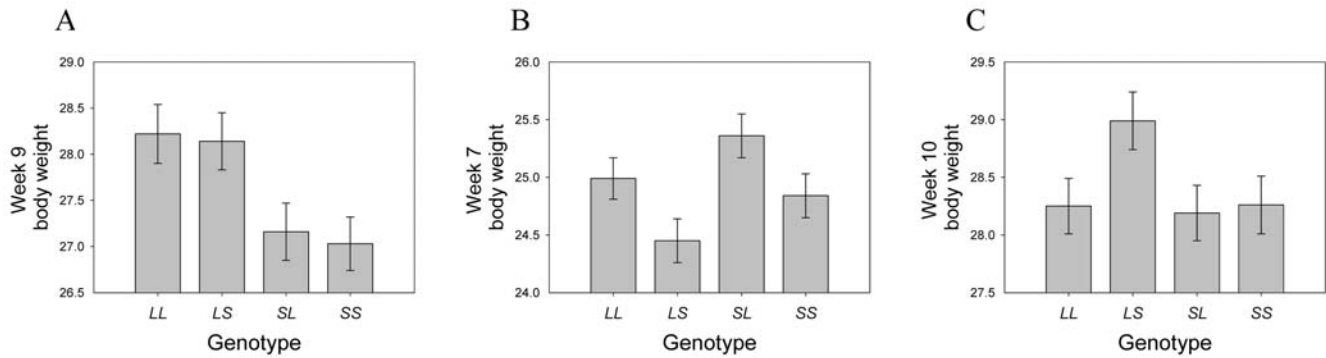 A
Week 9
body weight
29.0
28.5
28.0
27.5
27.0
26.5
LL LS SL SS
Genotype
B
Week 7
body weight
26.0
25.5
25.0
24.5
24.0
LL LS SL SS
Genotype
C
Week 10
body weight
29.5
29.0
28.5
28.0
27.5
LL LS SL SS
Genotype